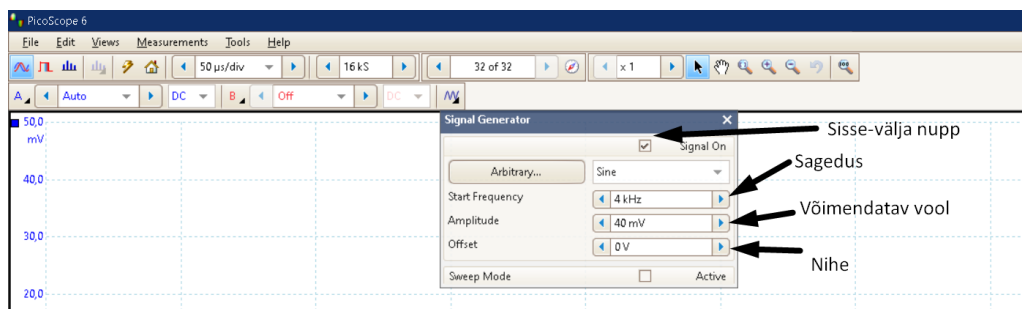 PicoScope 6
File Edit Views Measurements Tools Help
50 µs/div 16 kS 32 of 32 x 1
A Auto DC B Off DC
50,0
mV
40,0
30,0
20,0
Signal Generator
Signal On
Arbitrary... Sine
Start Frequency 4 kHz
Amplitude 40 mV
Offset 0 V
Sweep Mode Active
Sisse-välja nupp
Sagedus
Võimendatav vool
Nihe